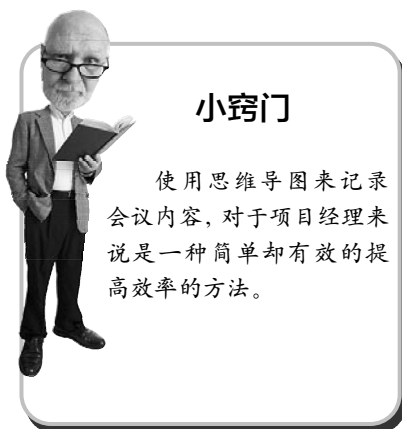 小窍门
使用思维导图来记录
会议内容，对于项目经理来
说是一种简单却有效的提
高效率的方法。